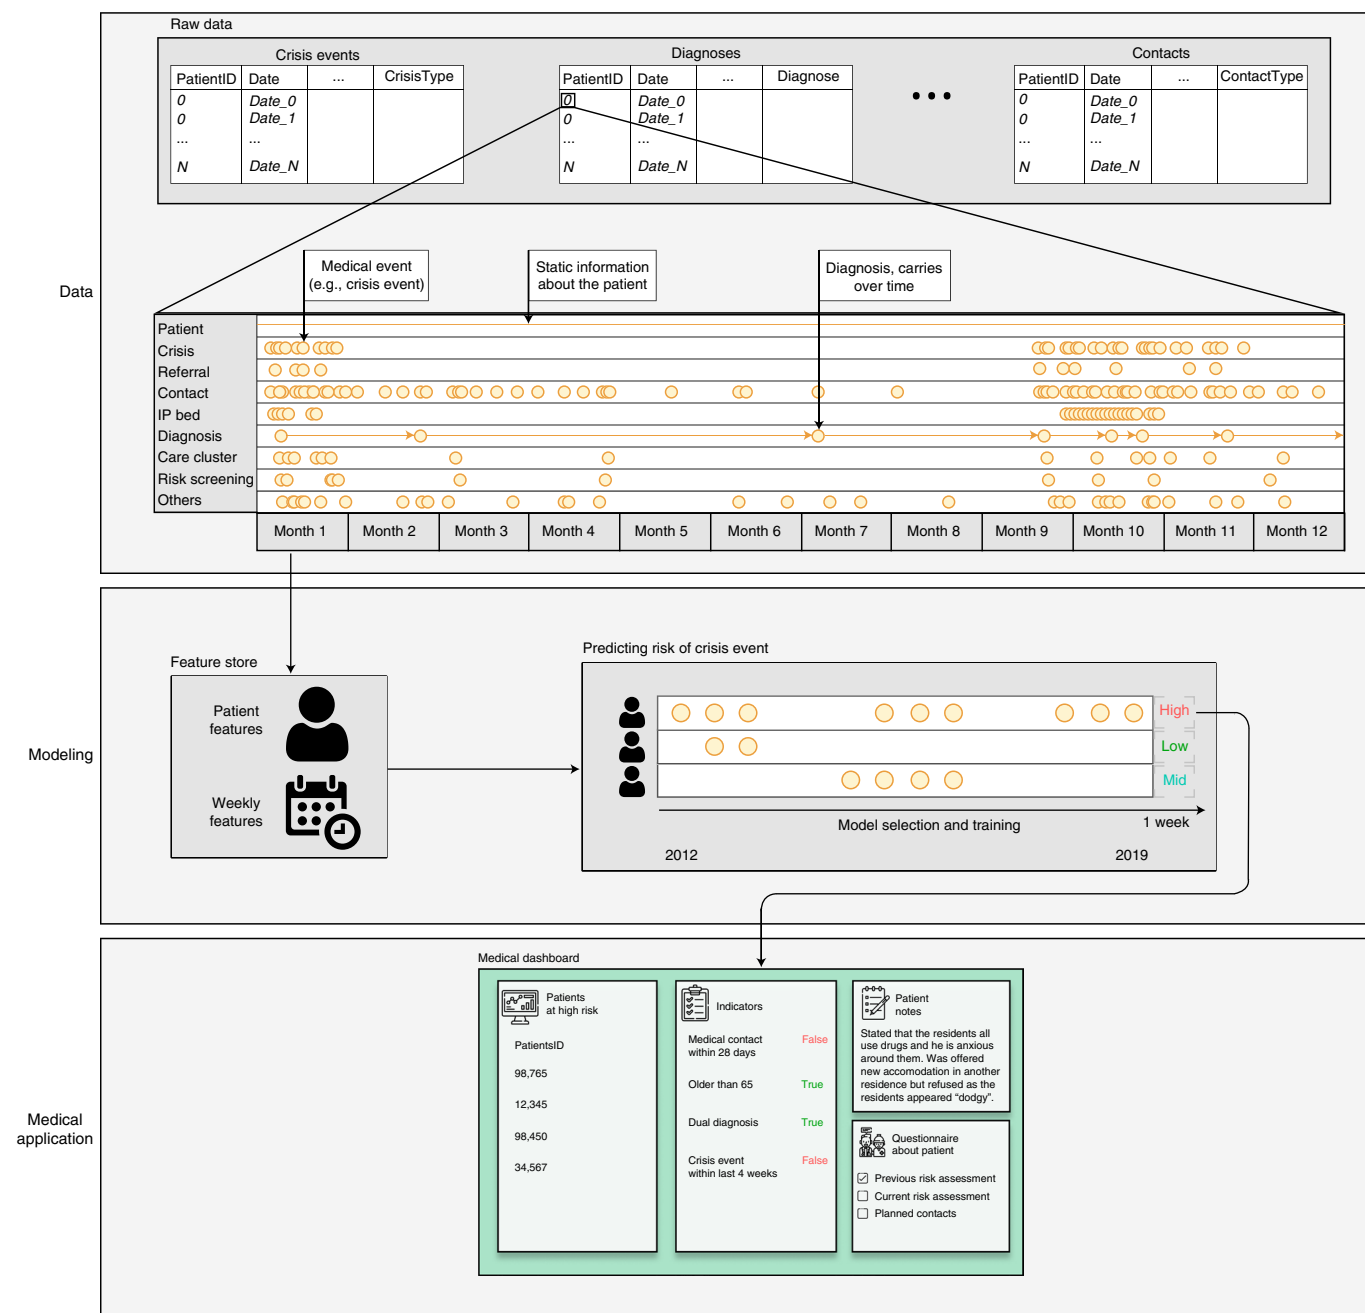 Raw data
Crisis events
PatientID Date ... CrisisType
0 Date_0
0 Date_1
... ...
N Date_N
Diagnoses
PatientID Date ... Diagnose
0 Date_0
0 Date_1
... ...
N Date_N
•••
Contacts
PatientID Date ... ContactType
0 Date_0
0 Date_1
... ...
N Date_N
Data
Medical event
(e.g., crisis event)
Static information
about the patient
Diagnosis, carries
over time
Patient
Crisis
Referral
Contact
IP bed
Diagnosis
Care cluster
Risk screening
Others
Month 1 Month 2 Month 3 Month 4 Month 5 Month 6 Month 7 Month 8 Month 9 Month 10 Month 11 Month 12
Modeling
Feature store
Patient
features
Weekly
features
Predicting risk of crisis event
High
Low
Mid
Model selection and training
1 week
2012 2019
Medical
application
Medical dashboard
Patients
at high risk
PatientsID
98,765
12,345
98,450
34,567
Indicators
Medical contact
within 28 days
False
Older than 65 True
Dual diagnosis True
Crisis event
within last 4 weeks
False
Patient
notes
Stated that the residents all
use drugs and he is anxious
around them. Was offered
new accomodation in another
residence but refused as the
residents appeared “dodgy”.
Questionnaire
about patient
Previous risk assessment
Current risk assessment
Planned contacts